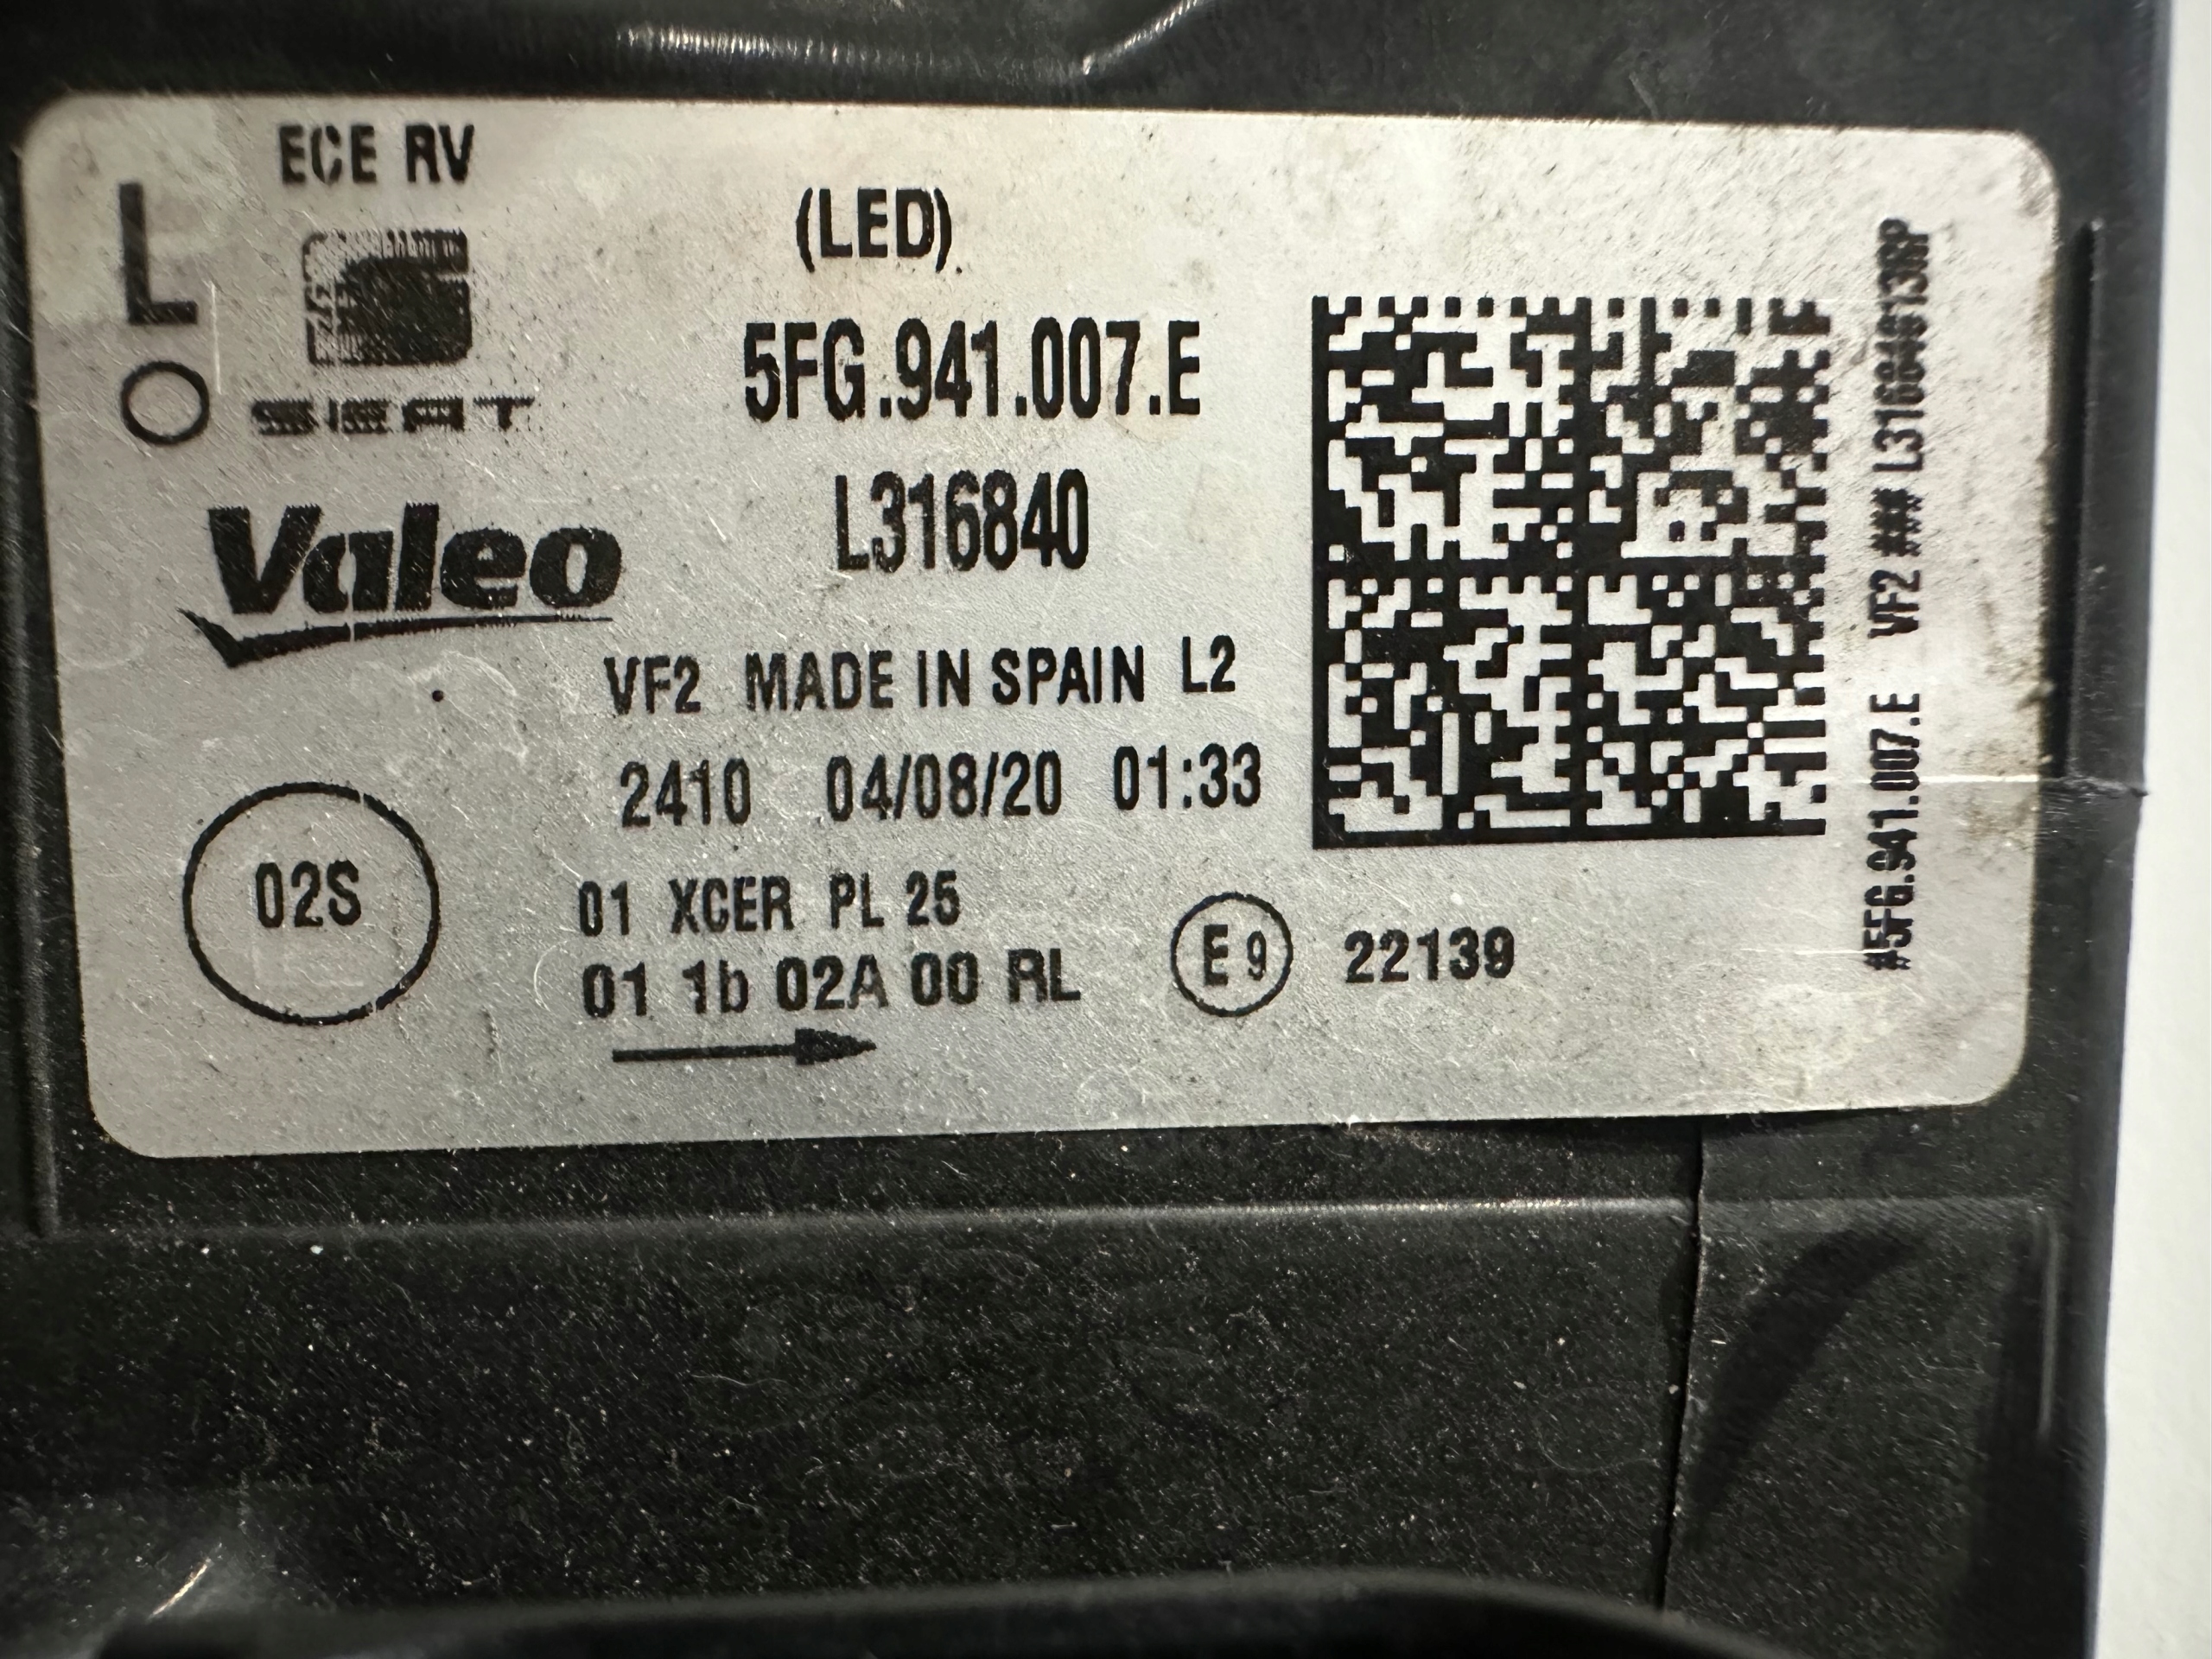 ECE RV
L
O
SEAT
(LED)
5FG.941.007.E
L316840
Valeo
VF2 MADE IN SPAIN L2
2410 04/08/20 01:33
02S
01 XCER PL 25
01 1b 02A 00 RL
E9 22139
#5FG.941.007.E VF2 ###